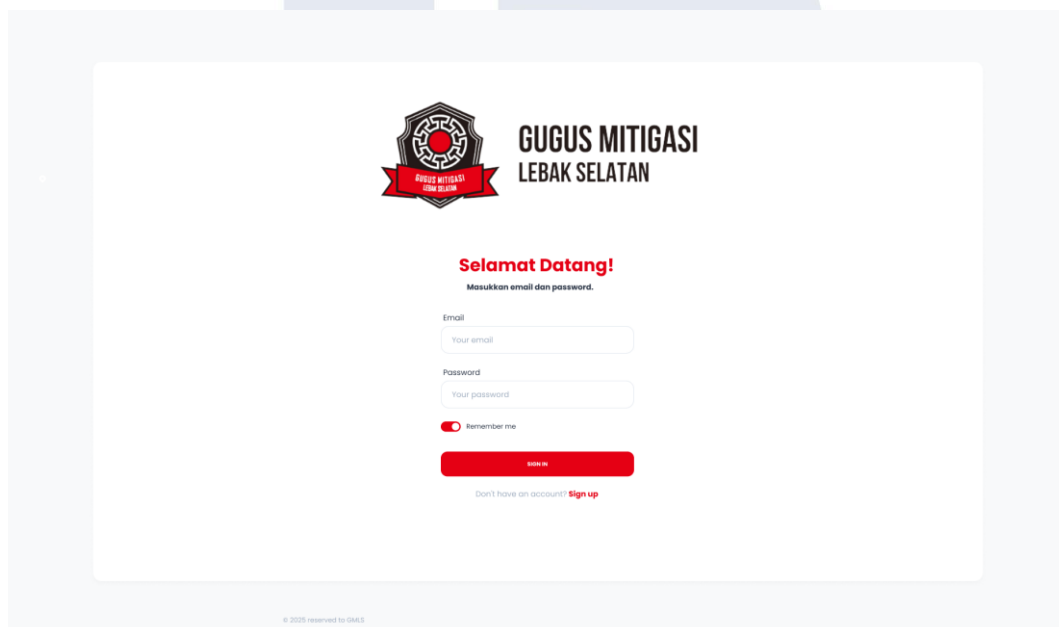 GUGUS MITIGASI
LEBAK SELATAN
GUGUS MITIGASI
LEBAK SELATAN
Selamat Datang!
Masukkan email dan password.
Email
Your email
Password
Your password
Remember me
SIGN IN
Don't have an account? Sign up
© 2025 reserved to GMLS